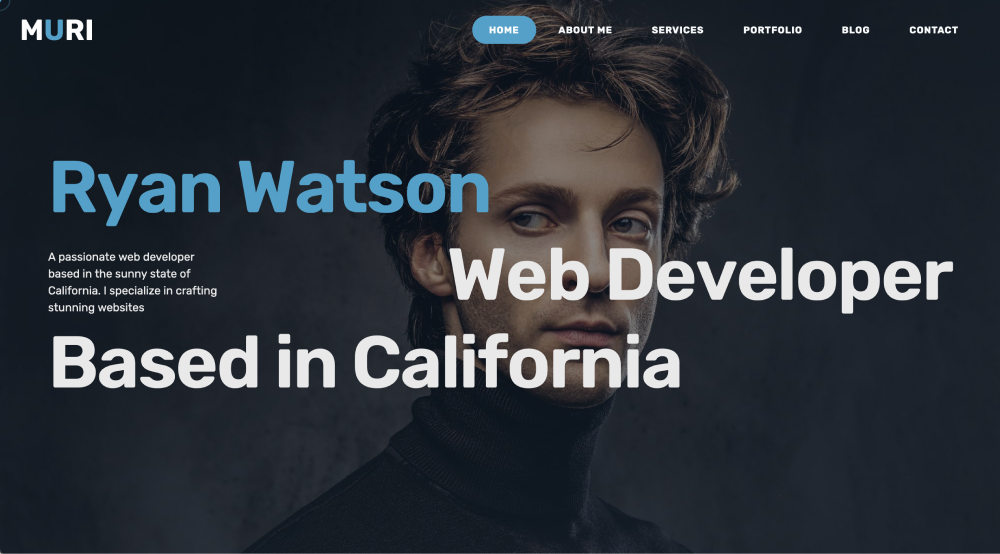 MURI
HOME ABOUT ME SERVICES PORTFOLIO BLOG CONTACT
Ryan Watson
A passionate web developer
based in the sunny state of
California. I specialize in crafting
stunning websites
Web Developer
Based in California